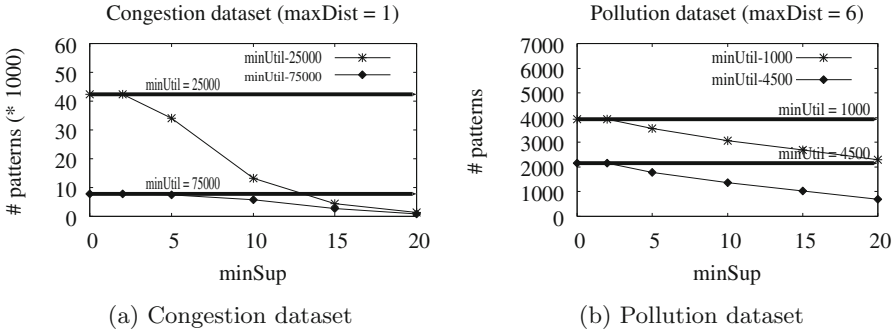 Congestion dataset (maxDist = 1)
60
50
40
30
20
10
0
# patterns (* 1000)
minUtil-25000
minUtil-75000
minUtil = 25000
minUtil = 75000
0 5 10 15 20
minSup
(a) Congestion dataset
Pollution dataset (maxDist = 6)
7000
6000
5000
4000
3000
2000
1000
0
# patterns
minUtil-1000
minUtil-4500
minUtil = 1000
minUtil = 4500
0 5 10 15 20
minSup
(b) Pollution dataset